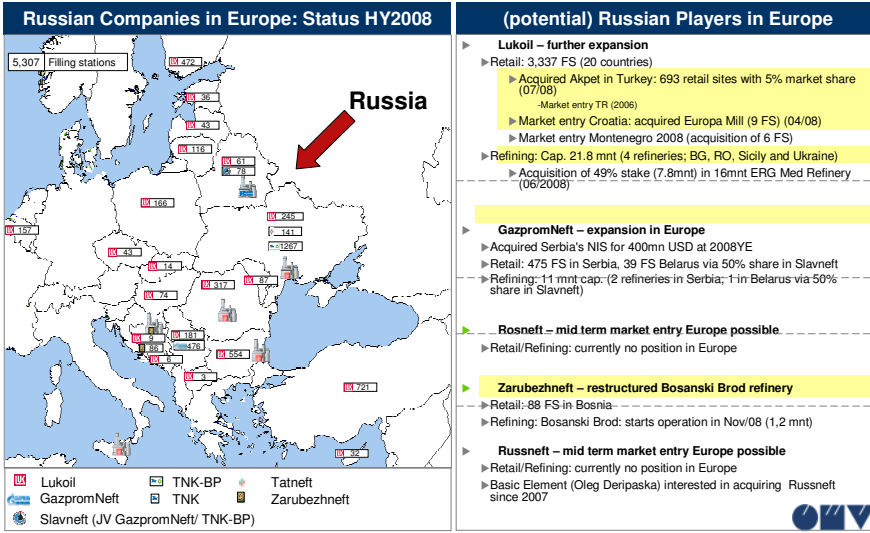 Russian Companies in Europe: Status HY2008
5,307 Filling stations
472
36
Russia
43
116
61
78
166
245
157
141
1267
43
14
317
87
74
9
181
86
476
554
6
3
721
32
Lukoil
TNK-BP
Tatneft
GazpromNeft
TNK
Zarubezhneft
Slavneft (JV GazpromNeft/ TNK-BP)
(potential) Russian Players in Europe
Lukoil – further expansion
Retail: 3,337 FS (20 countries)
Acquired Akpet in Turkey: 693 retail sites with 5% market share
(07/08)
-Market entry TR (2006)
Market entry Croatia: acquired Europa Mill (9 FS) (04/08)
Market entry Montenegro 2008 (acquisition of 6 FS)
Refining: Cap. 21.8 mnt (4 refineries; BG, RO, Sicily and Ukraine)
Acquisition of 49% stake (7.8mnt) in 16mnt ERG Med Refinery
(06/2008)
GazpromNeft – expansion in Europe
Acquired Serbia's NIS for 400mn USD at 2008YE
Retail: 475 FS in Serbia, 39 FS Belarus via 50% share in Slavneft
Refining: 11 mnt cap. (2 refineries in Serbia; 1 in Belarus via 50%
share in Slavneft)
Rosneft – mid term market entry Europe possible
Retail/Refining: currently no position in Europe
Zarubezhneft – restructured Bosanski Brod refinery
Retail: 88 FS in Bosnia
Refining: Bosanski Brod: starts operation in Nov/08 (1,2 mnt)
Russneft – mid term market entry Europe possible
Retail/Refining: currently no position in Europe
Basic Element (Oleg Deripaska) interested in acquiring Russneft
since 2007
OMV